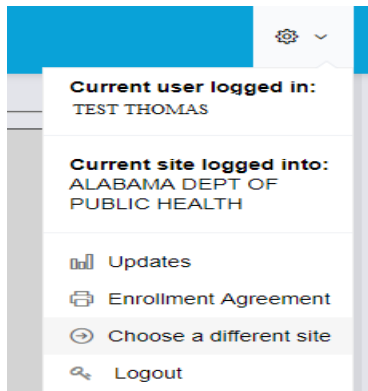 Current user logged in:
TEST THOMAS
Current site logged into:
ALABAMA DEPT OF
PUBLIC HEALTH
Updates
Enrollment Agreement
Choose a different site
Logout